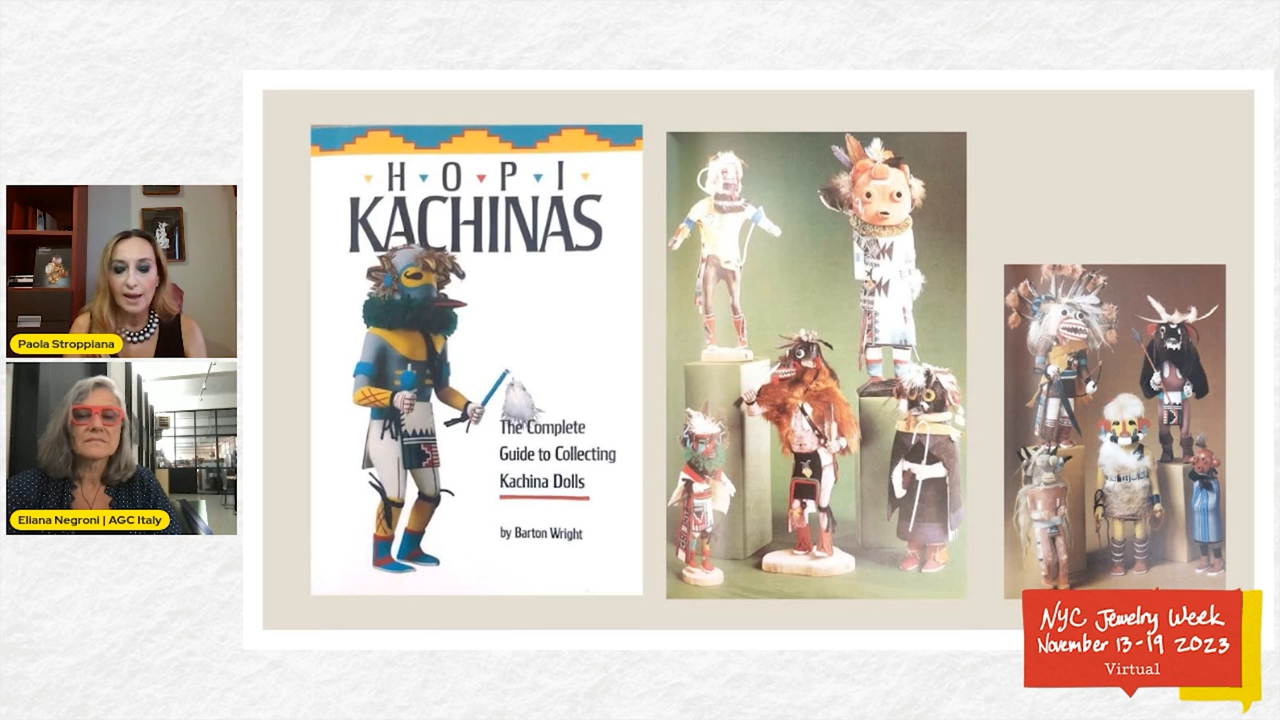 HOPI
KACHINAS
The Complete
Guide to Collecting
Kachina Dolls
by Barton Wright
Paola Stroppiana
Eliana Negroni | AGC Italy
NYC Jewelry Week
November 13-19 2023
Virtual